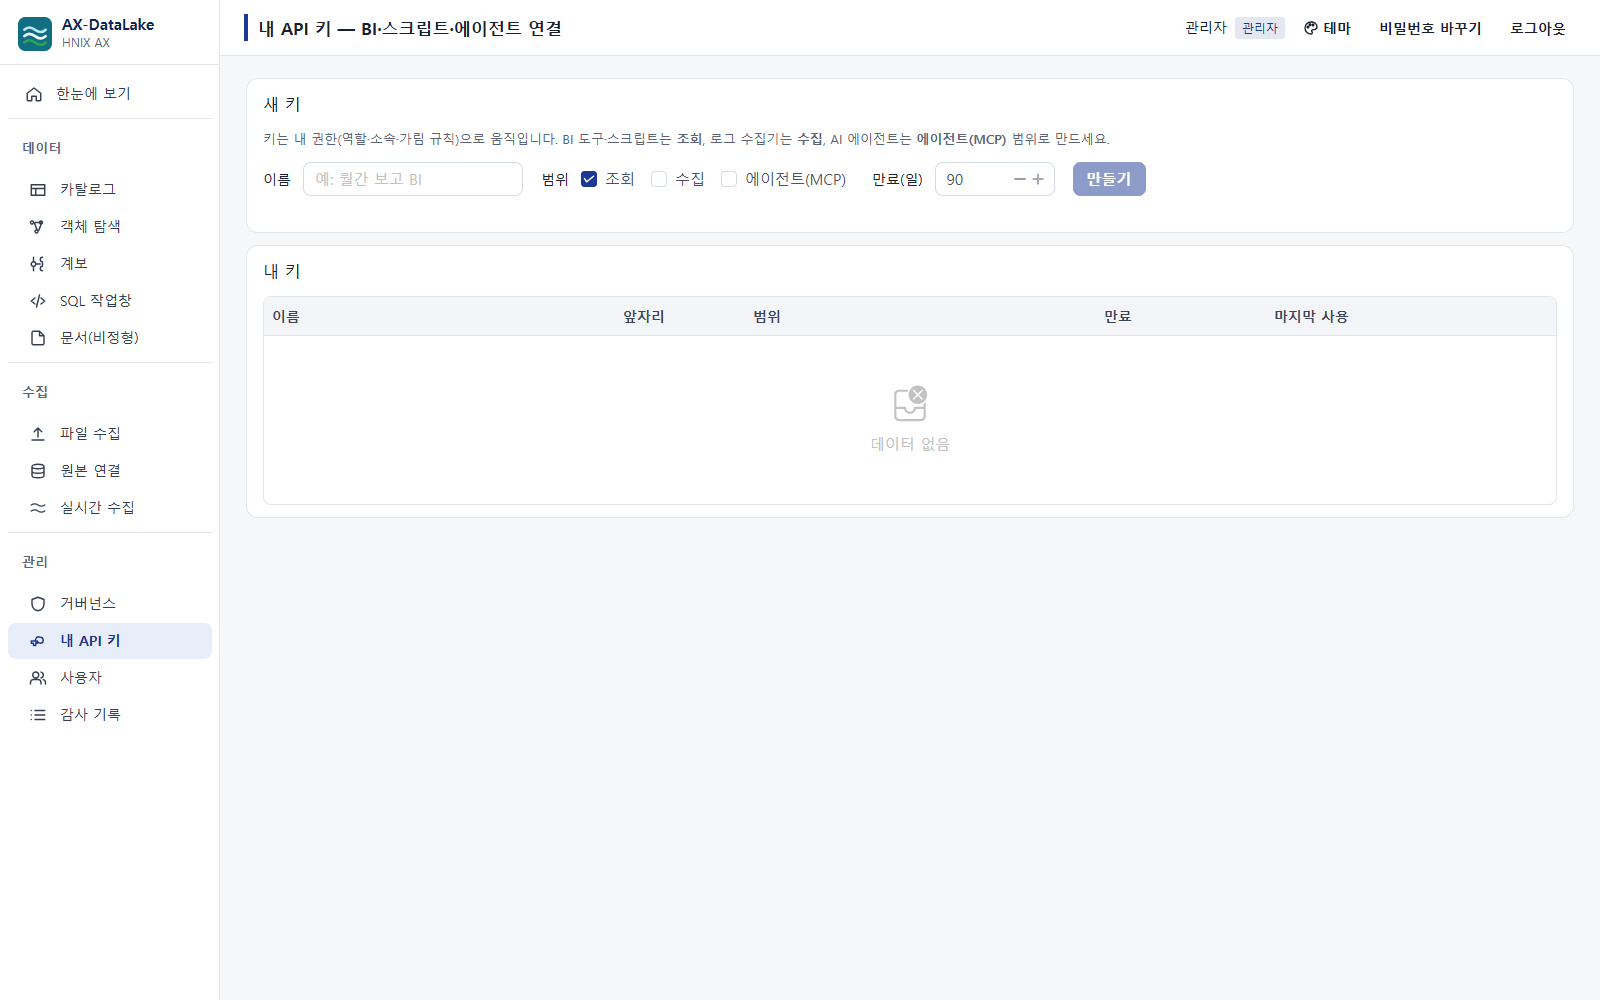 AX-DataLake
HNIX AX
한눈에 보기
데이터
카탈로그
객체 탐색
계보
SQL 작업창
문서(비정형)
수집
파일 수집
원본 연결
실시간 수집
관리
거버넌스
내 API 키
사용자
감사 기록
내 API 키 — BI·스크립트·에이전트 연결
관리자 관리자 테마 비밀번호 바꾸기 로그아웃
새 키
키는 내 권한(역할·소속·가림 규칙)으로 움직입니다. BI 도구·스크립트는 조회, 로그 수집기는 수집, AI 에이전트는 에이전트(MCP) 범위로 만드세요.
이름 예: 월간 보고 BI 범위 조회 수집 에이전트(MCP) 만료(일) 90 만들기
내 키
이름 앞자리 범위 만료 마지막 사용
데이터 없음